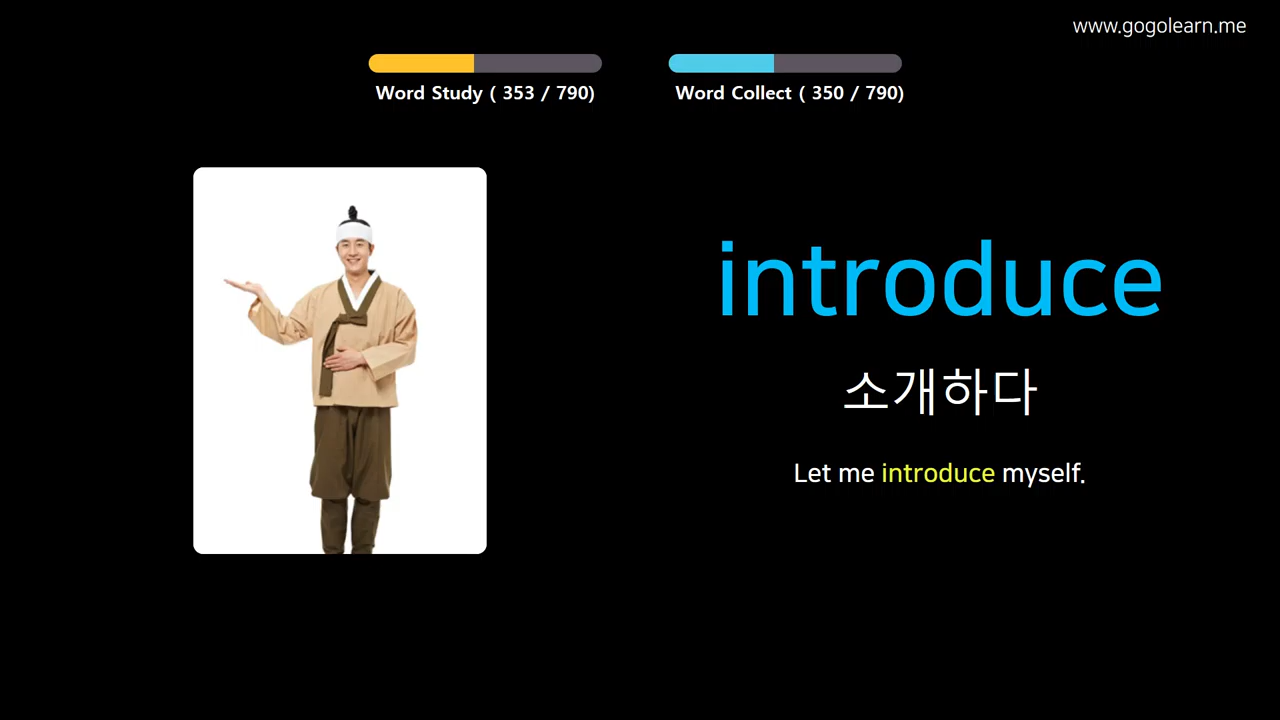 www.gogolearn.me
Word Study ( 353 / 790)
Word Collect ( 350 / 790)
introduce
소개하다
Let me introduce myself.